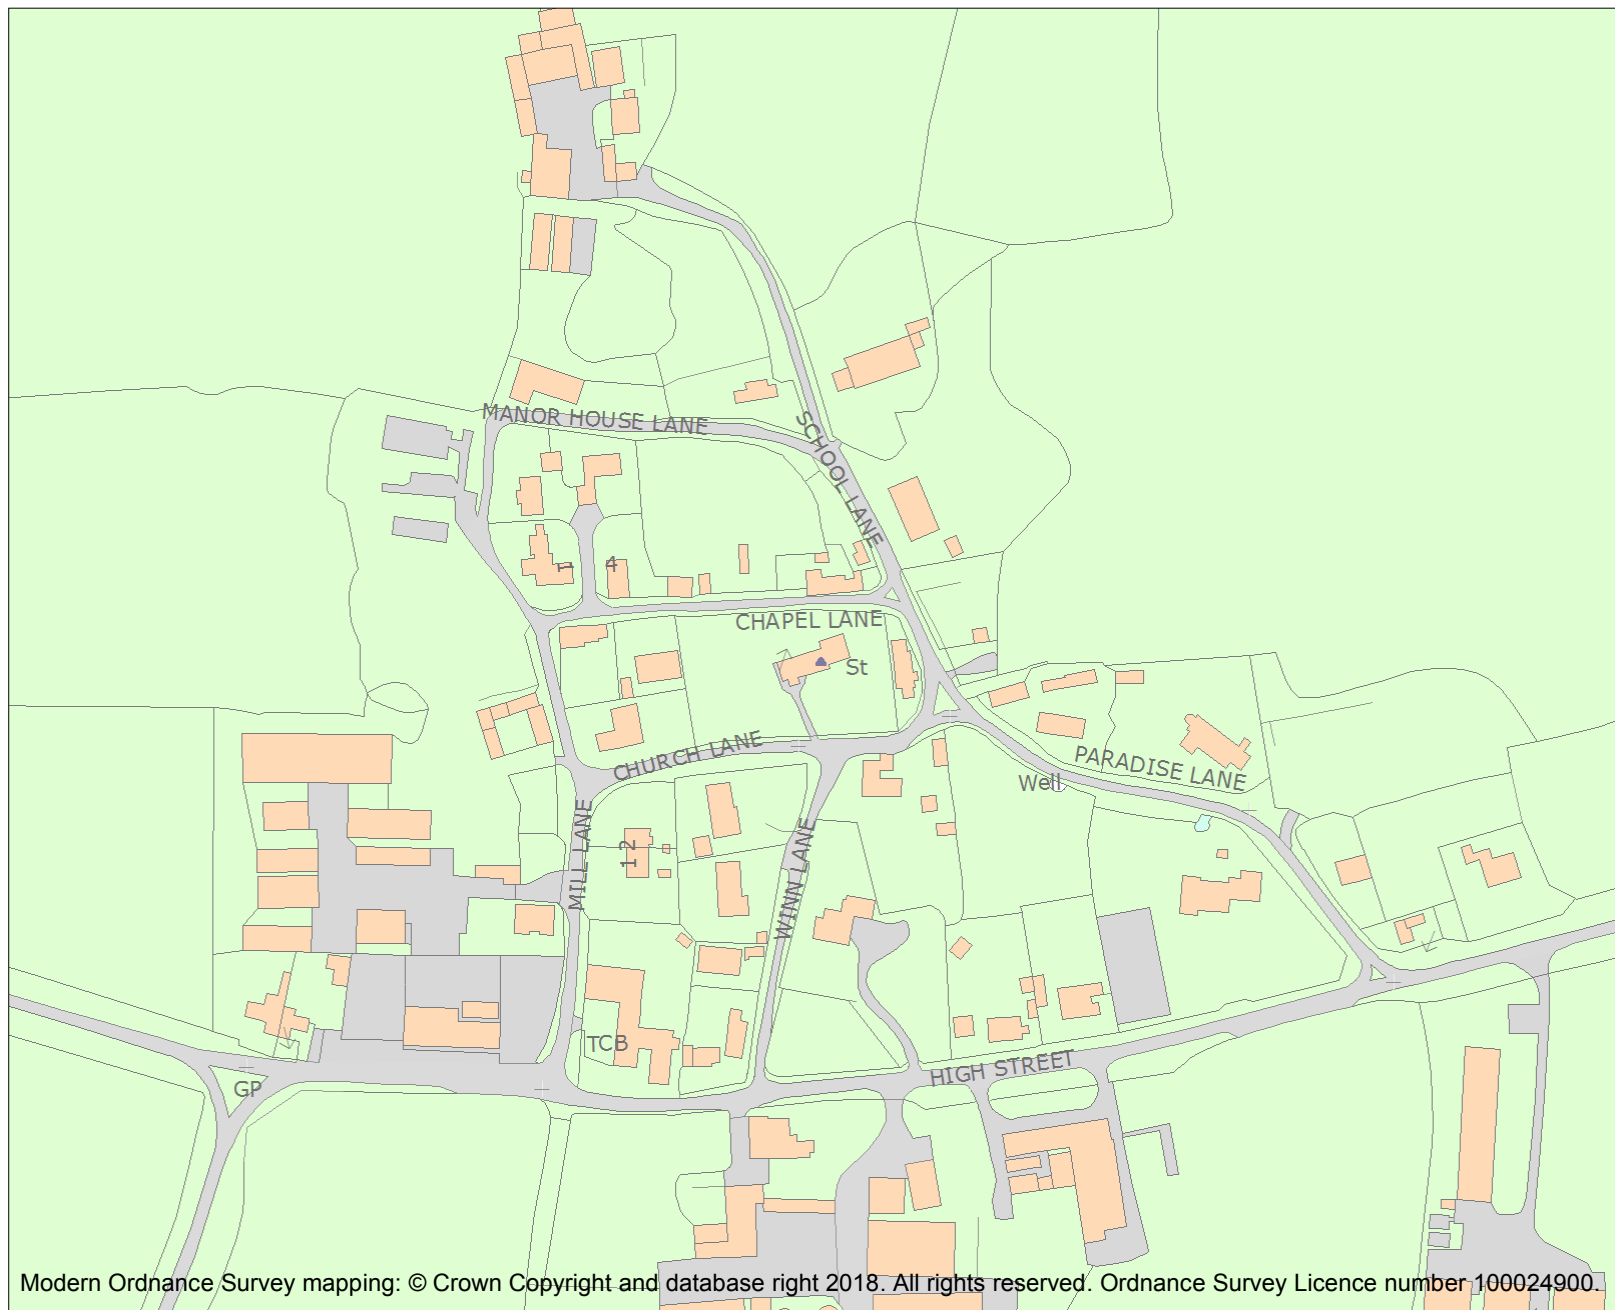 MANOR HOUSE LANE
SCHOOL LANE
1
4
CHAPEL LANE
St
CHURCH LANE
PARADISE LANE
Well
MILL LANE
1 2
WINN LANE
TCB
HIGH STREET
GP
Modern Ordnance Survey mapping: © Crown Copyright and database right 2018. All rights reserved. Ordnance Survey Licence number 100024900.